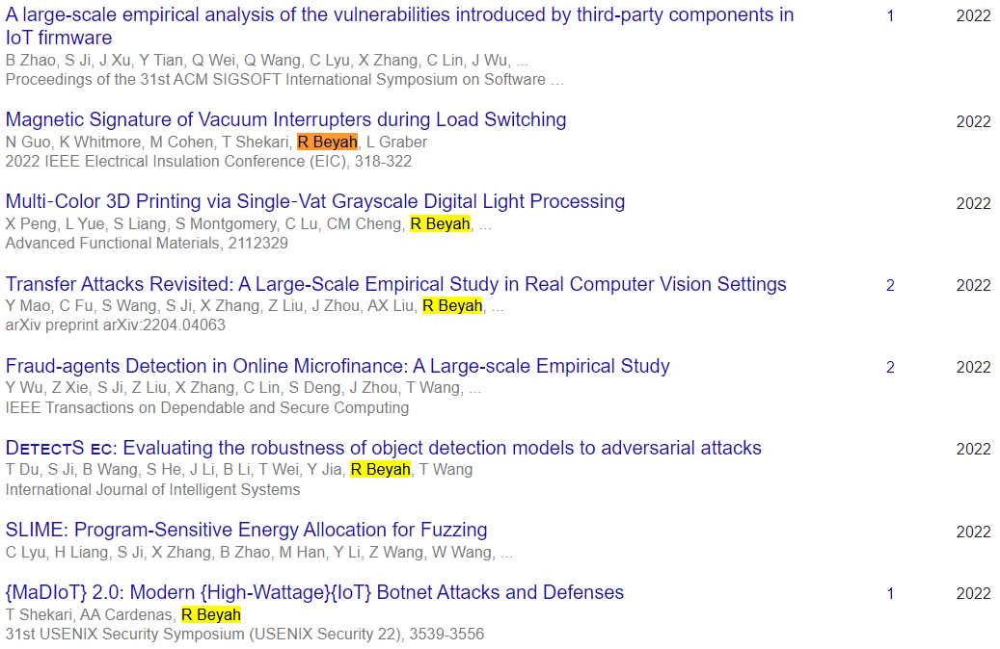 A large-scale empirical analysis of the vulnerabilities introduced by third-party components in 1 2022
IoT firmware
B Zhao, S Ji, J Xu, Y Tian, Q Wei, Q Wang, C Lyu, X Zhang, C Lin, J Wu, ...
Proceedings of the 31st ACM SIGSOFT International Symposium on Software …
Magnetic Signature of Vacuum Interrupters during Load Switching 2022
N Guo, K Whitmore, M Cohen, T Shekari, R Beyah, L Graber
2022 IEEE Electrical Insulation Conference (EIC), 318-322
Multi‐Color 3D Printing via Single‐Vat Grayscale Digital Light Processing 2022
X Peng, L Yue, S Liang, S Montgomery, C Lu, CM Cheng, R Beyah, ...
Advanced Functional Materials, 2112329
Transfer Attacks Revisited: A Large-Scale Empirical Study in Real Computer Vision Settings 2 2022
Y Mao, C Fu, S Wang, S Ji, X Zhang, Z Liu, J Zhou, AX Liu, R Beyah, ...
arXiv preprint arXiv:2204.04063
Fraud-agents Detection in Online Microfinance: A Large-scale Empirical Study 2 2022
Y Wu, Z Xie, S Ji, Z Liu, X Zhang, C Lin, S Deng, J Zhou, T Wang, ...
IEEE Transactions on Dependable and Secure Computing
DᴇᴛᴇᴄᴛS ᴇᴄ: Evaluating the robustness of object detection models to adversarial attacks 2022
T Du, S Ji, B Wang, S He, J Li, B Li, T Wei, Y Jia, R Beyah, T Wang
International Journal of Intelligent Systems
SLIME: Program-Sensitive Energy Allocation for Fuzzing 2022
C Lyu, H Liang, S Ji, X Zhang, B Zhao, M Han, Y Li, Z Wang, W Wang, ...
{MaDIoT} 2.0: Modern {High-Wattage}{IoT} Botnet Attacks and Defenses 1 2022
T Shekari, AA Cardenas, R Beyah
31st USENIX Security Symposium (USENIX Security 22), 3539-3556